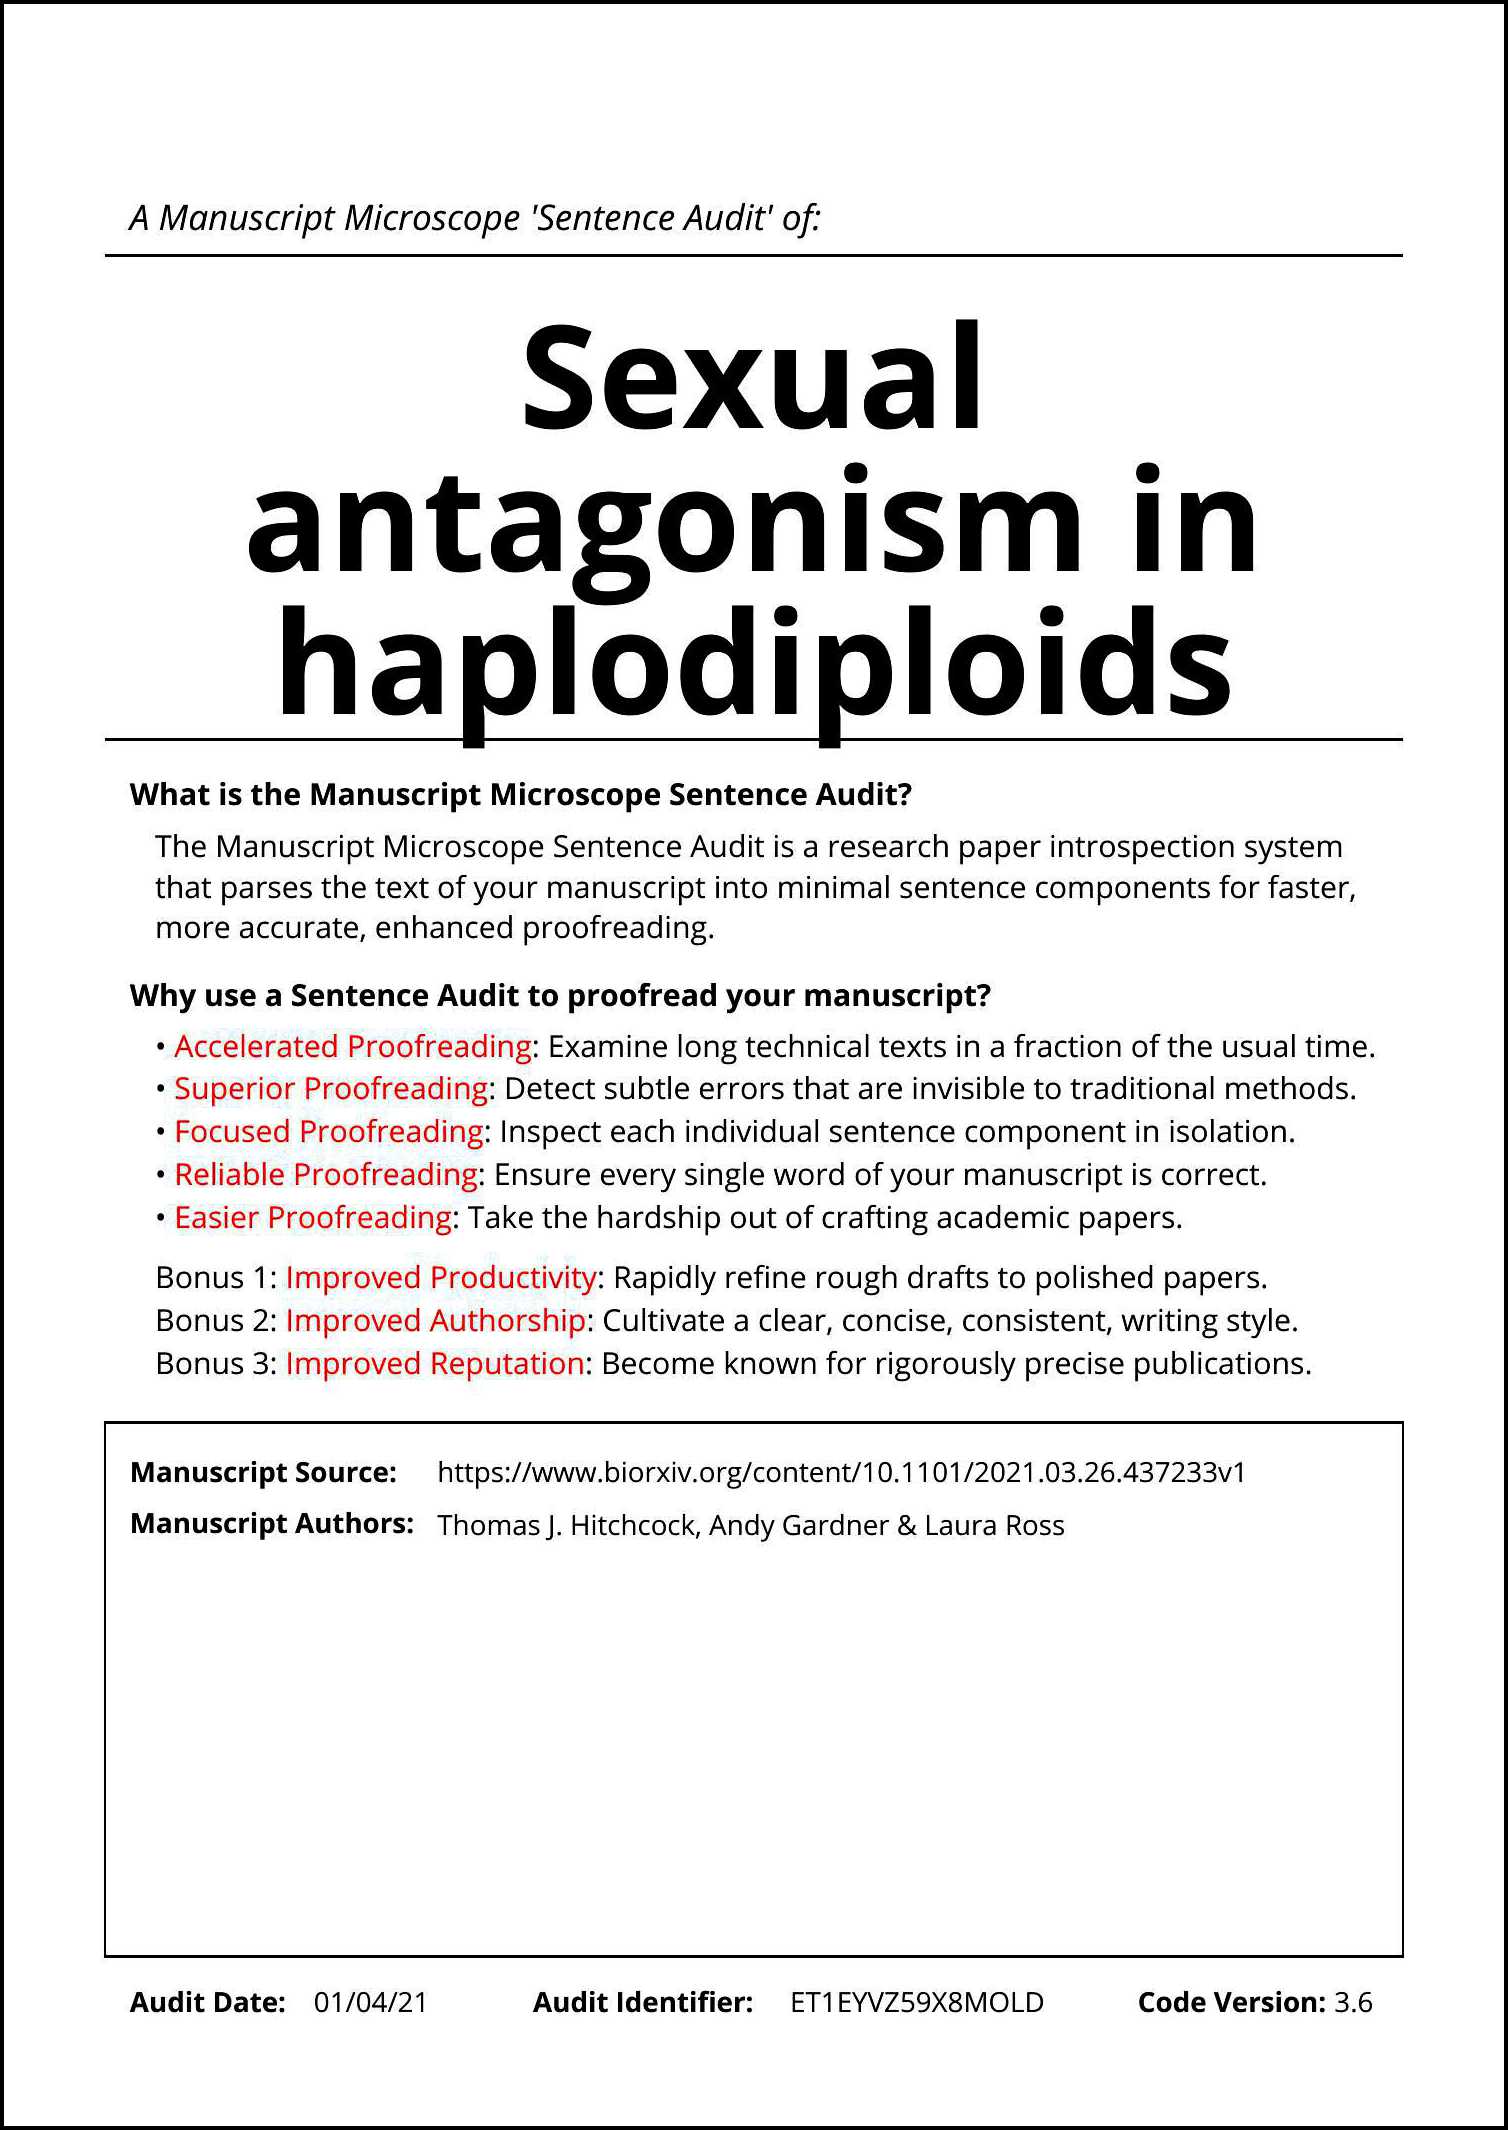 A Manuscript Microscope 'Sentence Audit' of:
Sexual
antagonism in
haplodiploids
What is the Manuscript Microscope Sentence Audit?
The Manuscript Microscope Sentence Audit is a research paper introspection system
that parses the text of your manuscript into minimal sentence components for faster,
more accurate, enhanced proofreading.
Why use a Sentence Audit to proofread your manuscript?
• Accelerated Proofreading: Examine long technical texts in a fraction of the usual time.
• Superior Proofreading: Detect subtle errors that are invisible to traditional methods.
• Focused Proofreading: Inspect each individual sentence component in isolation.
• Reliable Proofreading: Ensure every single word of your manuscript is correct.
• Easier Proofreading: Take the hardship out of crafting academic papers.
Bonus 1: Improved Productivity: Rapidly refine rough drafts to polished papers.
Bonus 2: Improved Authorship: Cultivate a clear, concise, consistent, writing style.
Bonus 3: Improved Reputation: Become known for rigorously precise publications.
Manuscript Source: https://www.biorxiv.org/content/10.1101/2021.03.26.437233v1
Manuscript Authors: Thomas J. Hitchcock, Andy Gardner & Laura Ross
Audit Date: 01/04/21 Audit Identifier: ET1EYVZ59X8MOLD Code Version: 3.6